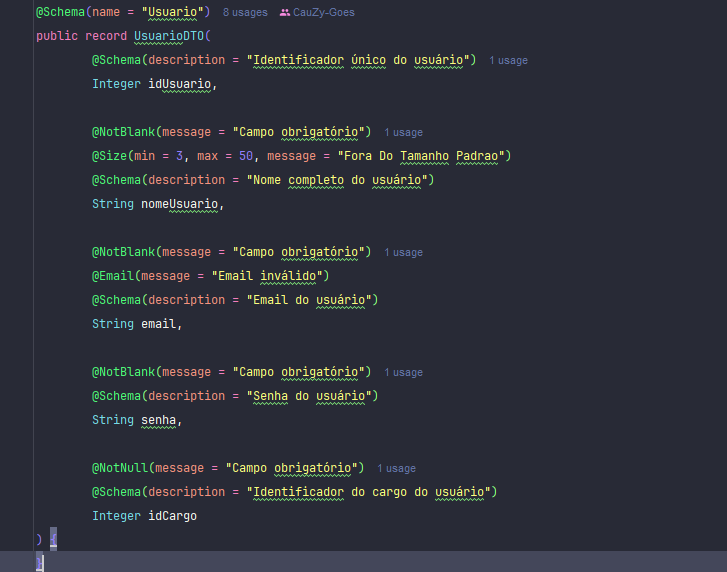 @Schema(name = "Usuario") 8 usages CauZy-Goes
public record UsuarioDTO(
@Schema(description = "Identificador único do usuário") 1 usage
Integer idUsuario,
@NotBlank(message = "Campo obrigatório") 1 usage
@Size(min = 3, max = 50, message = "Fora Do Tamanho Padrao")
@Schema(description = "Nome completo do usuário")
String nomeUsuario,
@NotBlank(message = "Campo obrigatório") 1 usage
@Email(message = "Email inválido")
@Schema(description = "Email do usuário")
String email,
@NotBlank(message = "Campo obrigatório") 1 usage
@Schema(description = "Senha do usuário")
String senha,
@NotNull(message = "Campo obrigatório") 1 usage
@Schema(description = "Identificador do cargo do usuário")
Integer idCargo
) {
}